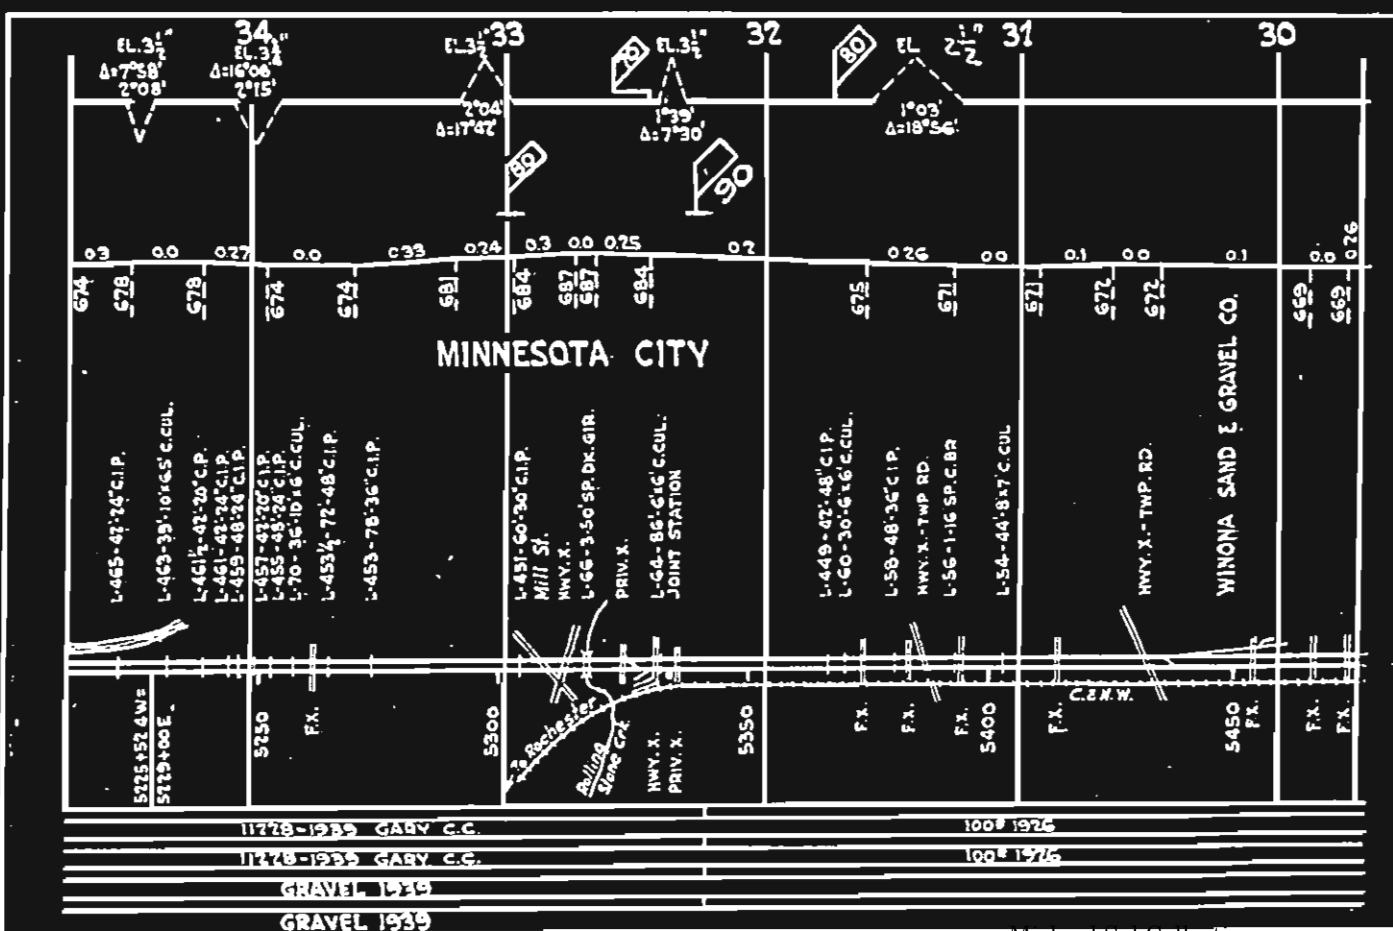 34 33 32 31 30
EL.3½" EL.3½" EL.3½" EL.3½" EL 2½"
Δ=7°58' Δ=16°06'
2°08' 2°15' 2°04' 1°39' 1°03'
Δ=17°42' Δ=7°30' Δ=18°56'
70 80
80 90
0.3 0.0 0.27 0.0 0.33 0.24 0.3 0.0 0.25 0.2 0.26 0.0 0.1 0.0 0.1 0.0 0.26
674 678 678 674 674 681 684 687 687 684 675 671 671 672 672 669 669
MINNESOTA CITY
L-465-42'-24"C.I.P.
L-463-39'-10'x6.5'C.CUL.
L-461½-42'-20"C.I.P.
L-461-42'-24"C.I.P.
L-459-48'-24"C.I.P.
L-457-42'-20"C.I.P.
L-455-48'-24"C.I.P.
L-70-36'-10'x6'C.CUL.
L-453½-72'-48"C.I.P.
L-453-78'-36"C.I.P.
L-451-60'-30"C.I.P.
Mill St.
HWY.X.
L-66-3-50'SP.DK.GIR.
PRIV.X.
L-64-86'-6'x6'C.CUL.
JOINT STATION
L-449-42'-48"C.I.P.
L-60-30'-6'x6'C.CUL.
L-58-48'-36"C.I.P.
HWY.X.-TWP RD.
L-56-1-16'SP.C.BR
L-54-44'-8'x7'C.CUL
HWY.X.-TWP.RD.
WINONA SAND & GRAVEL CO.
5225+52.4W=
5229+00E.
5250
F.X.
5300
To Rochester
Rolling
Stone Crk.
HWY.X.
PRIV.X.
5350
F.X.
F.X.
F.X.
5400
F.X.
C.&N.W.
5450
F.X.
F.X.
F.X.
11228-1939 GARY C.C. 100# 1926
11228-1939 GARY C.C. 100# 1926
GRAVEL 1939
GRAVEL 1939